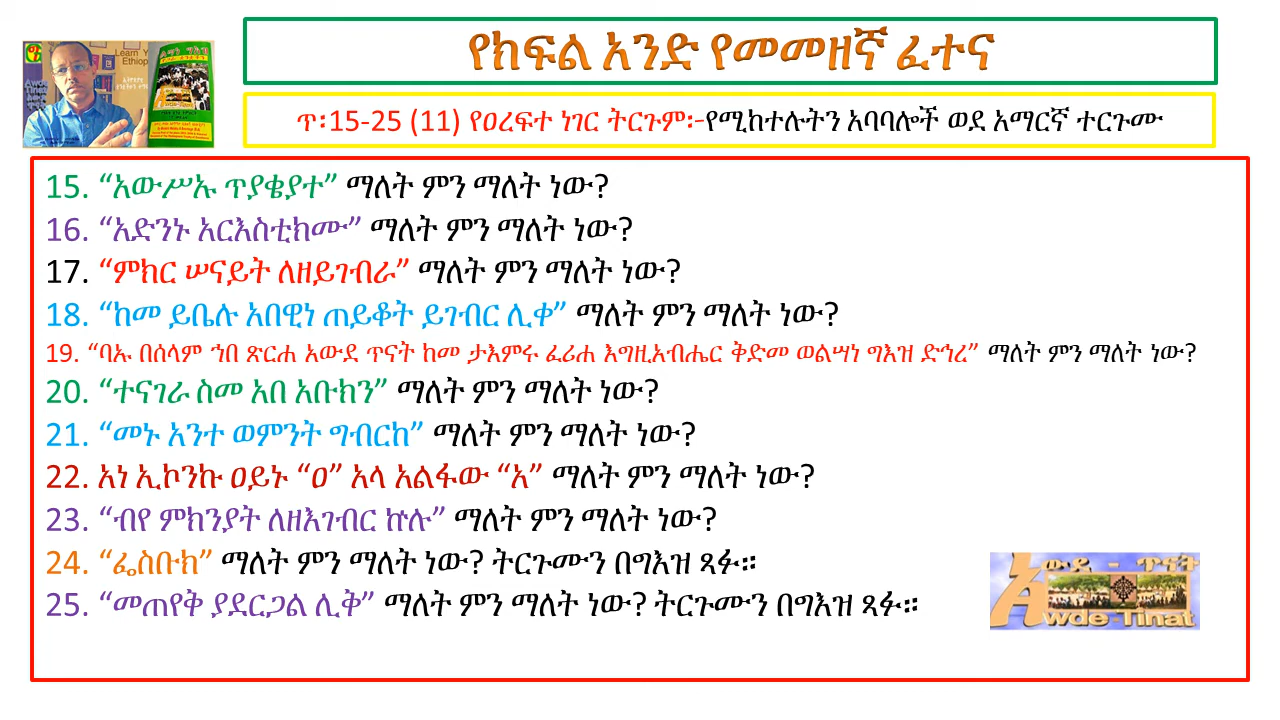 የክፍል አንድ የመመዘኛ ፈተና
ጥ፡15-25 (11) የዐረፍተ ነገር ትርጉም፡-የሚከተሉትን አባባሎች ወደ አማርኛ ተርጉሙ
15. “አውሥኡ ጥያቄያተ” ማለት ምን ማለት ነው?
16. “አድንኑ አርእስቲክሙ” ማለት ምን ማለት ነው?
17. “ምክር ሠናይት ለዘይገብራ” ማለት ምን ማለት ነው?
18. “ከመ ይቤሉ አበዊነ ጠይቆት ይገብር ሊቀ” ማለት ምን ማለት ነው?
19. “ባኡ በሰላም ኀበ ጽርሐ አውደ ጥናት ከመ ታእምሩ ፈሪሐ እግዚአብሔር ቅድመ ወልሣነ ግእዝ ድኅረ” ማለት ምን ማለት ነው?
20. “ተናገራ ስመ አበ አቡክን” ማለት ምን ማለት ነው?
21. “መኑ አንተ ወምንት ግብርከ” ማለት ምን ማለት ነው?
22. አነ ኢኮንኩ ዐይኑ “ዐ” አላ አልፋው “አ” ማለት ምን ማለት ነው?
23. “ብየ ምክንያት ለዘእገብር ኵሉ” ማለት ምን ማለት ነው?
24. “ፌስቡክ” ማለት ምን ማለት ነው? ትርጉሙን በግእዝ ጻፉ።
25. “መጠየቅ ያደርጋል ሊቅ” ማለት ምን ማለት ነው? ትርጉሙን በግእዝ ጻፉ።
አውደ - ጥናት
Awde-Tinat